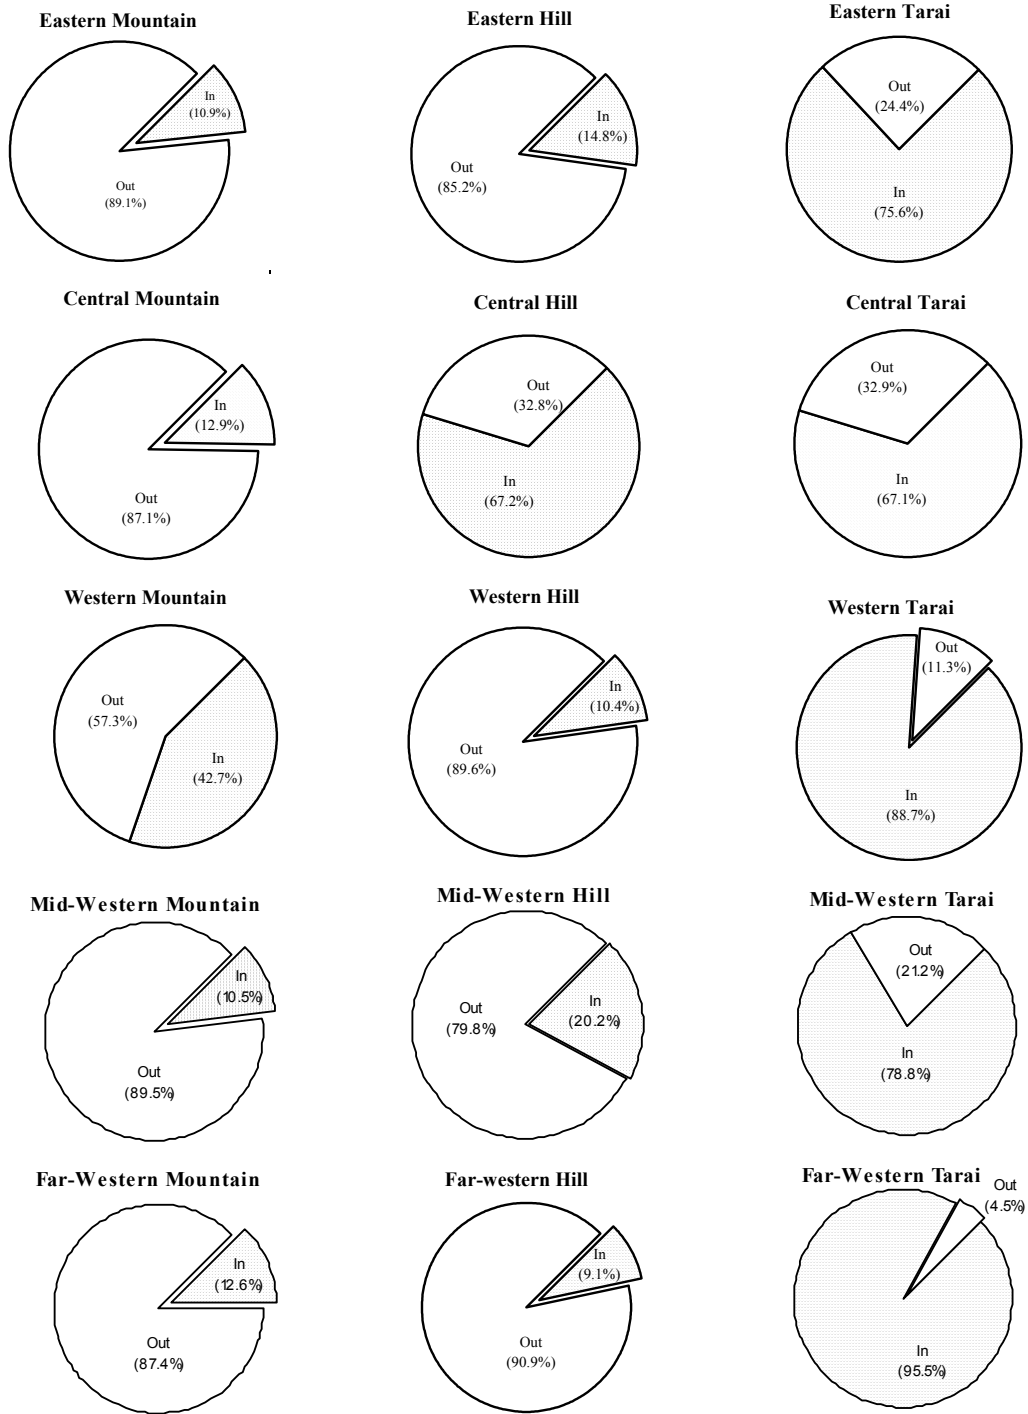 Eastern Mountain
In
(10.9%)
Out
(89.1%)
Eastern Hill
In
(14.8%)
Out
(85.2%)
Eastern Tarai
Out
(24.4%)
In
(75.6%)
Central Mountain
In
(12.9%)
Out
(87.1%)
Central Hill
Out
(32.8%)
In
(67.2%)
Central Tarai
Out
(32.9%)
In
(67.1%)
Western Mountain
Out
(57.3%)
In
(42.7%)
Western Hill
In
(10.4%)
Out
(89.6%)
Western Tarai
Out
(11.3%)
In
(88.7%)
Mid-Western Mountain
In
(10.5%)
Out
(89.5%)
Mid-Western Hill
Out
(79.8%)
In
(20.2%)
Mid-Western Tarai
Out
(21.2%)
In
(78.8%)
Far-Western Mountain
In
(12.6%)
Out
(87.4%)
Far-western Hill
In
(9.1%)
Out
(90.9%)
Far-Western Tarai
Out
(4.5%)
In
(95.5%)